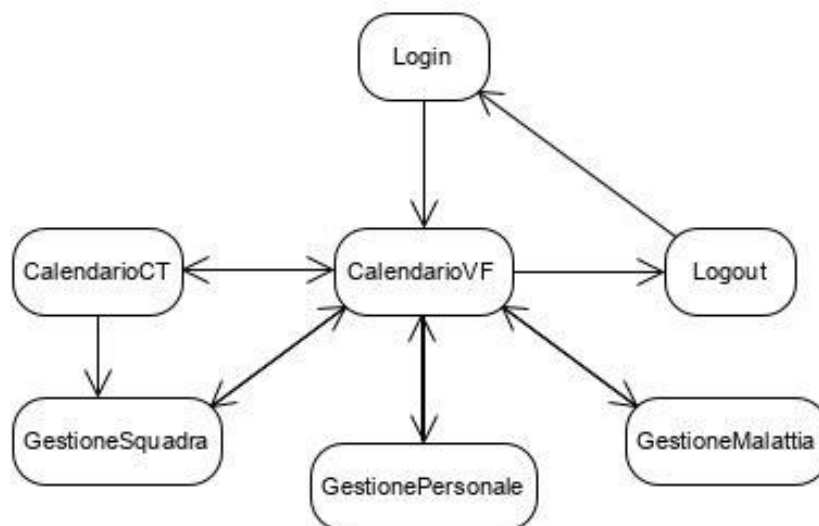 Login
CalendarioCT
CalendarioVF
Logout
GestioneSquadra
GestionePersonale
GestioneMalattia